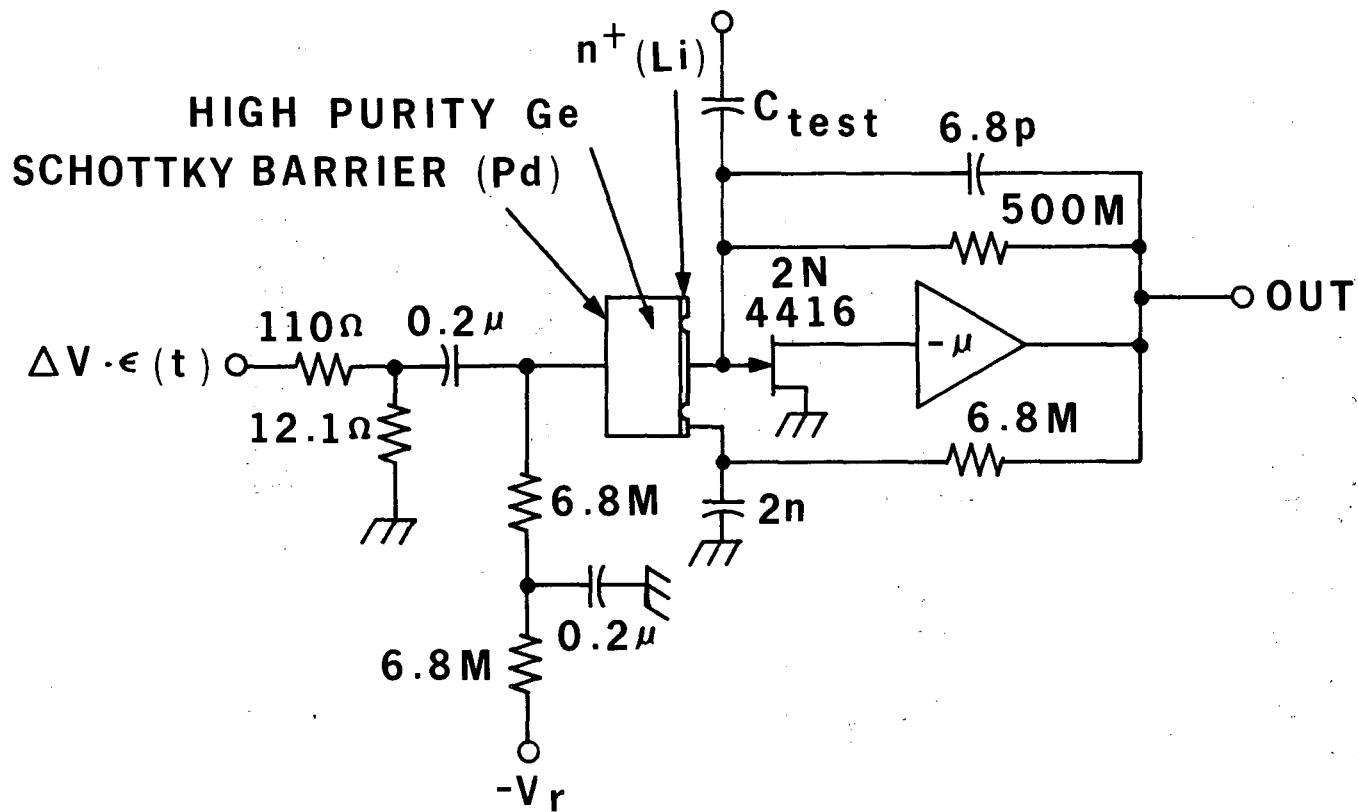 n+ (Li)
HIGH PURITY Ge
SCHOTTKY BARRIER (Pd)
Ctest
6.8p
500M
2N
4416
-μ
OUT
110Ω
0.2μ
ΔV·ϵ(t)
12.1Ω
6.8M
6.8M
2n
0.2μ
6.8M
-Vr